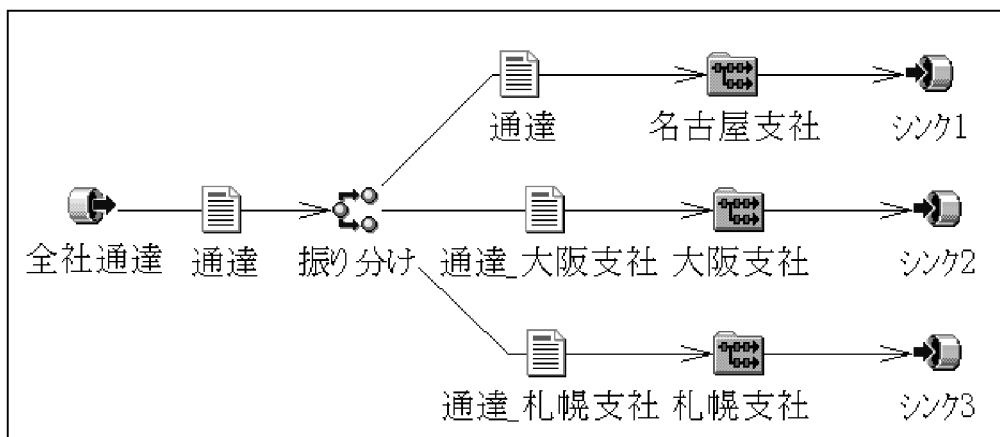 通達
名古屋支社
シンク1
全社通達
通達
振り分け
通達_大阪支社
大阪支社
シンク2
通達_札幌支社
札幌支社
シンク3